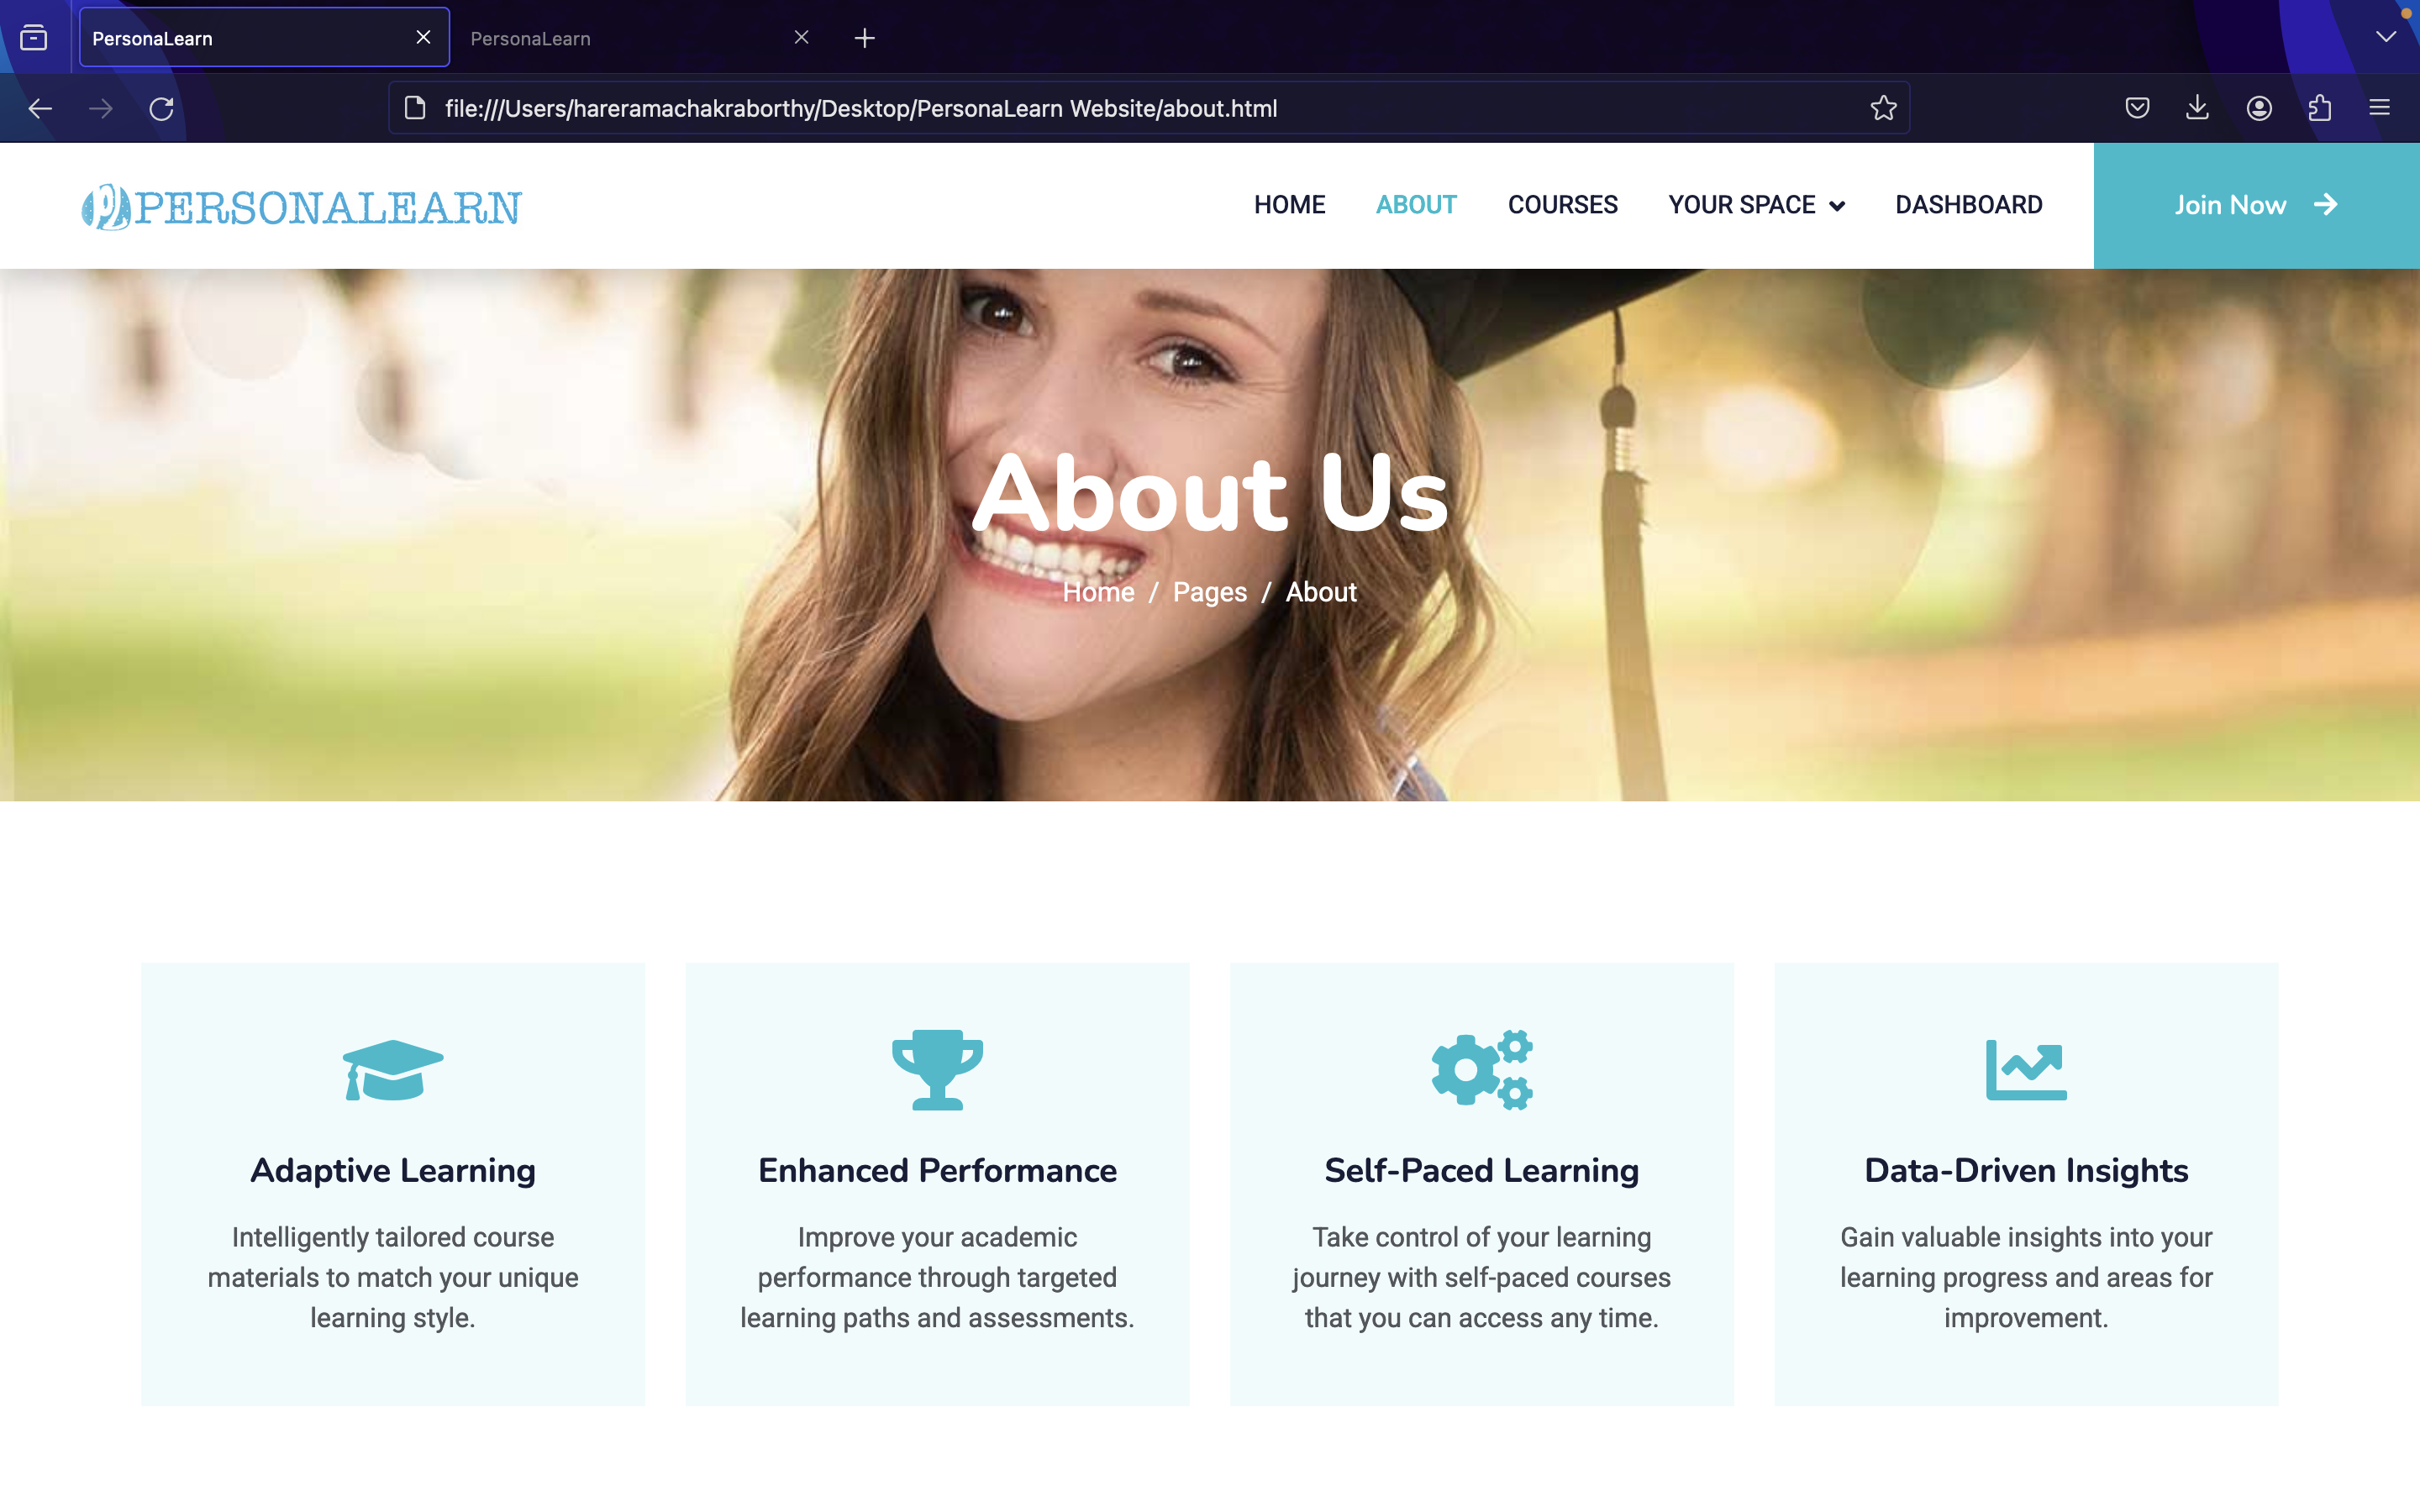 PersonaLearn
PersonaLearn
file:///Users/hareramachakraborthy/Desktop/PersonaLearn Website/about.html
PERSONALEARN
HOME ABOUT COURSES YOUR SPACE DASHBOARD Join Now
About Us
Home / Pages / About
Adaptive Learning
Intelligently tailored course
materials to match your unique
learning style.
Enhanced Performance
Improve your academic
performance through targeted
learning paths and assessments.
Self-Paced Learning
Take control of your learning
journey with self-paced courses
that you can access any time.
Data-Driven Insights
Gain valuable insights into your
learning progress and areas for
improvement.